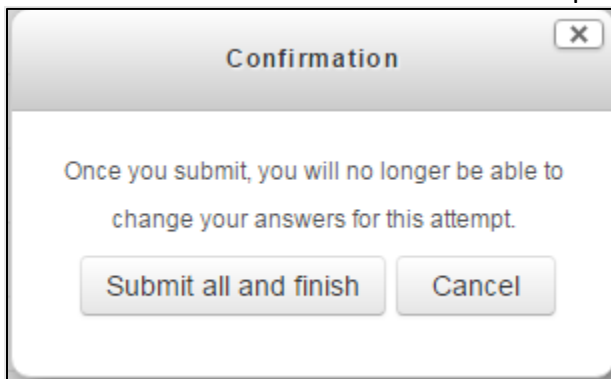 Confirmation
Once you submit, you will no longer be able to
change your answers for this attempt.
Submit all and finish
Cancel